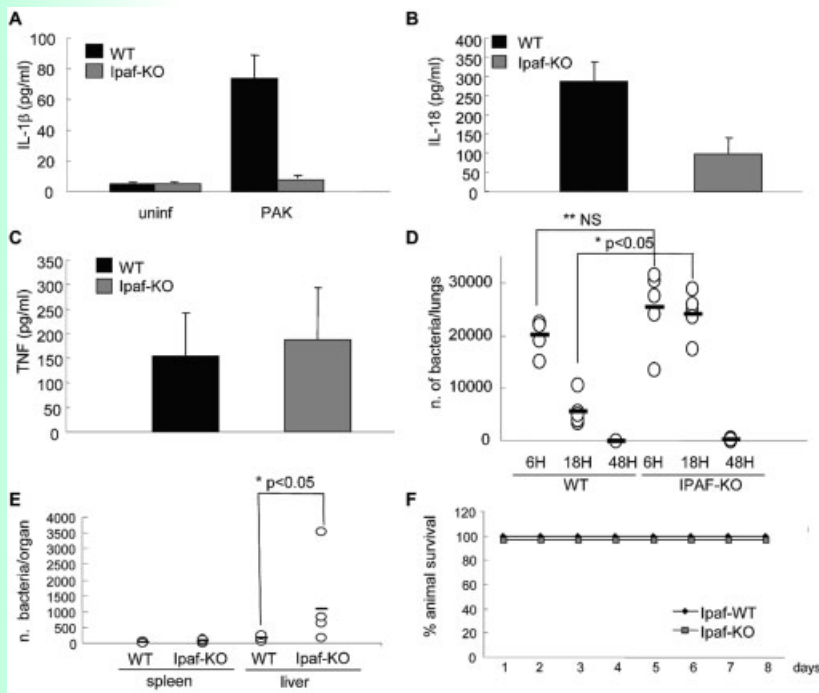 A
WT
Ipaf-KO
IL-1β (pg/ml)
100
80
60
40
20
0
uninf PAK
B
WT
Ipaf-KO
IL-18 (pg/ml)
400
350
300
250
200
150
100
50
0
C
WT
Ipaf-KO
TNF (pg/ml)
350
300
250
200
150
100
50
0
D
** NS
* p<0.05
n. of bacteria/lungs
30000
20000
10000
0
6H 18H 48H 6H 18H 48H
WT IPAF-KO
E
* p<0.05
n. bacteria/organ
4000
3500
3000
2500
2000
1500
1000
500
0
WT Ipaf-KO WT Ipaf-KO
spleen liver
F
% animal survival
120
100
80
60
40
20
0
Ipaf-WT
Ipaf-KO
1 2 3 4 5 6 7 8 days